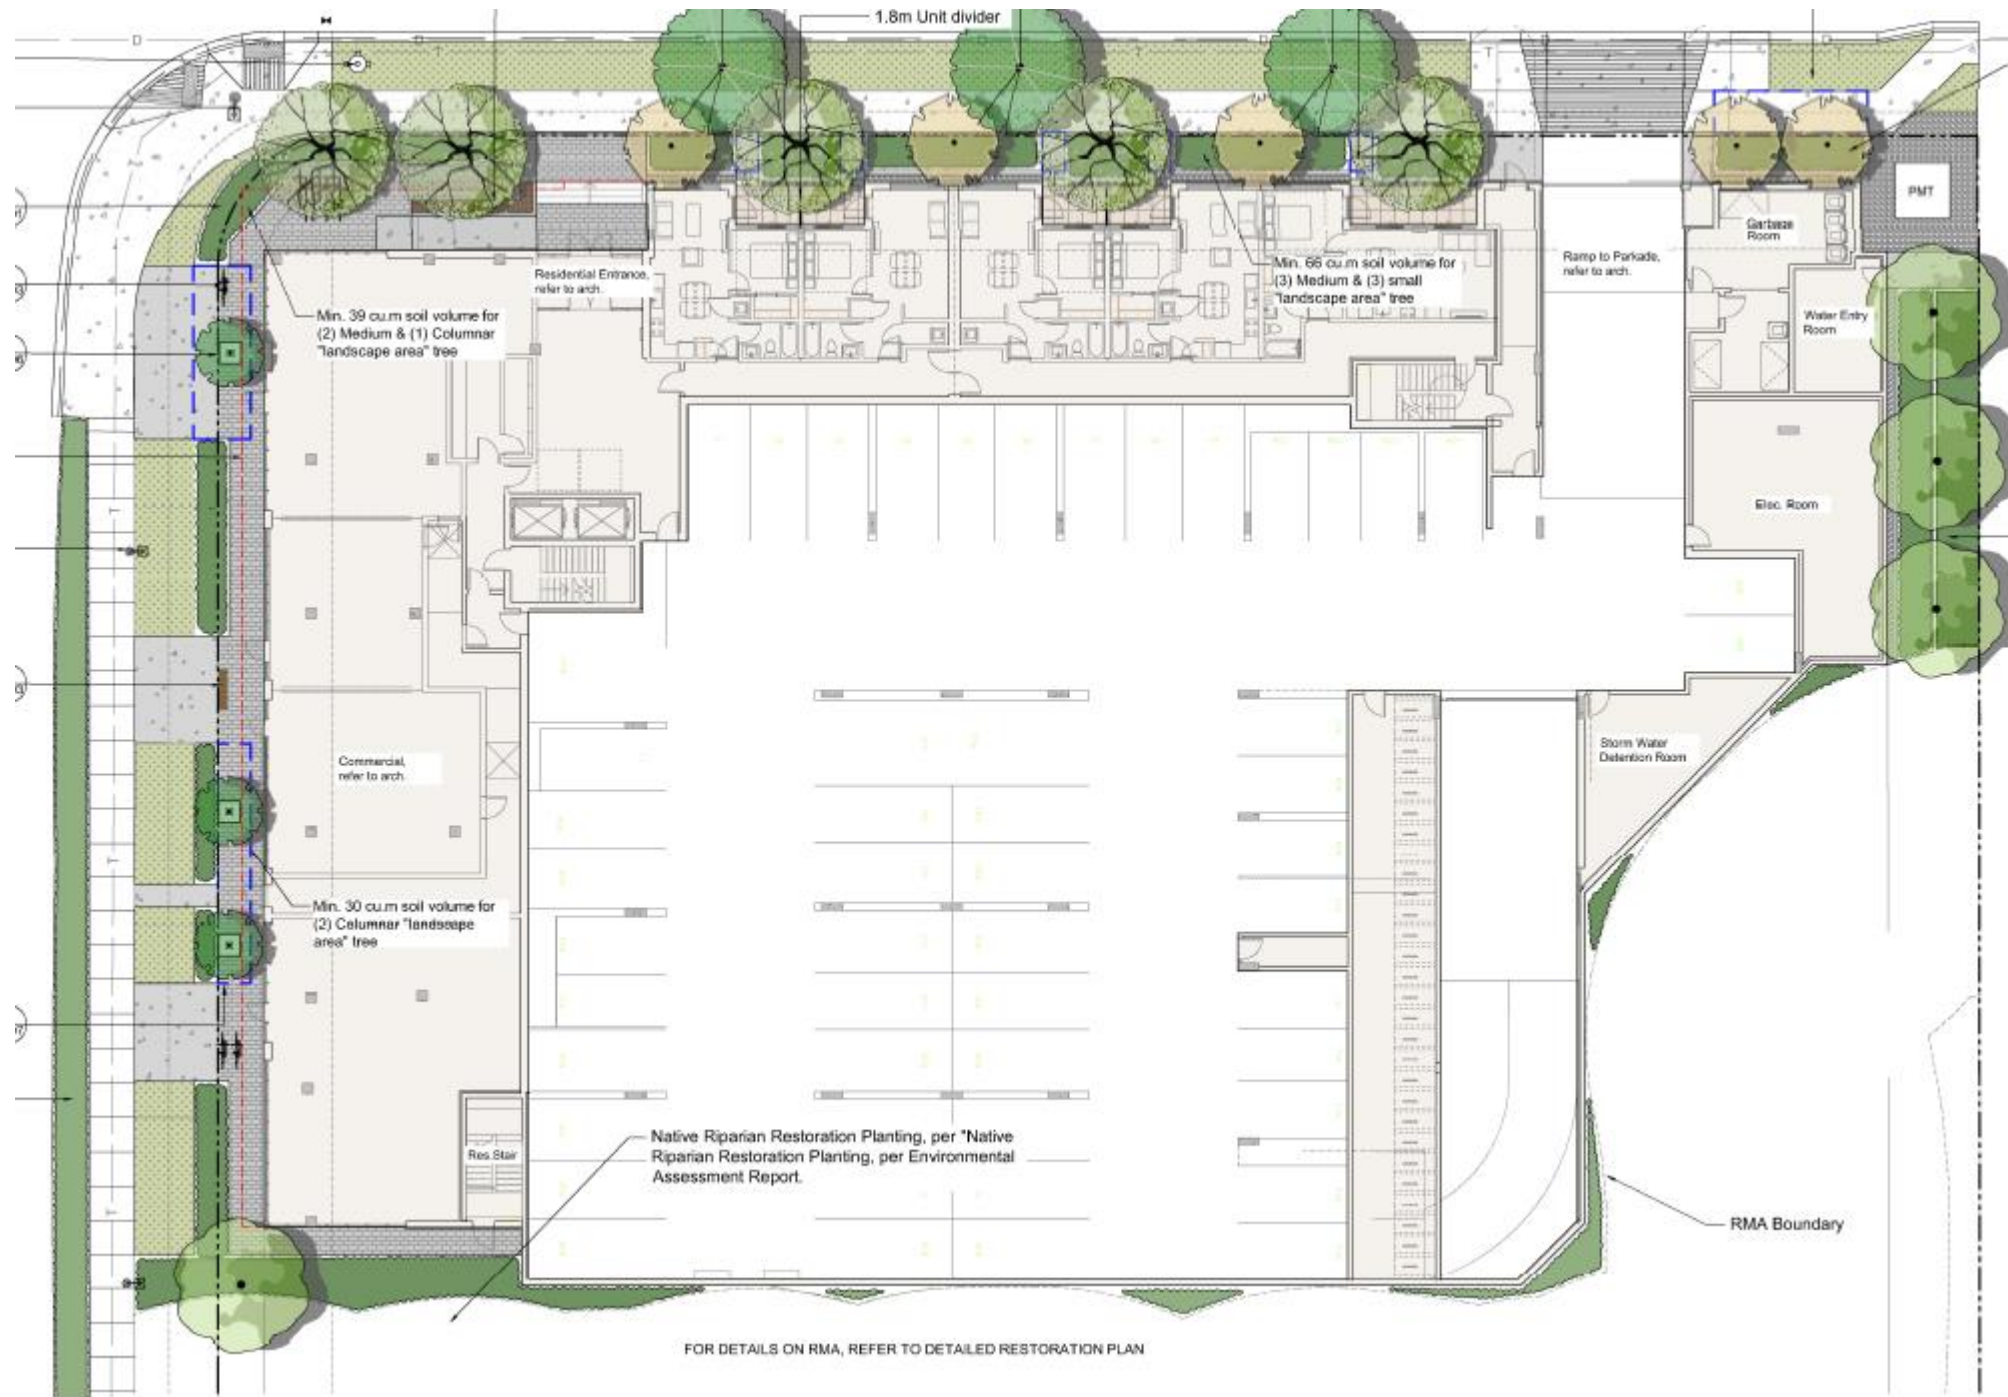 1.8m Unit divider
PMT
Garbage
Room
Residential Entrance,
refer to arch.
Min. 66 cu.m soil volume for
(3) Medium & (3) small
"landscape area" tree
Ramp to Parkade,
refer to arch.
Min. 39 cu.m soil volume for
(2) Medium & (1) Columnar
"landscape area" tree
Water Entry
Room
Elec. Room
Storm Water
Detention Room
Commercial,
refer to arch.
Min. 30 cu.m soil volume for
(2) Columnar "landscape
area" tree
Res.Stair
Native Riparian Restoration Planting, per "Native
Riparian Restoration Planting, per Environmental
Assessment Report.
RMA Boundary
FOR DETAILS ON RMA, REFER TO DETAILED RESTORATION PLAN